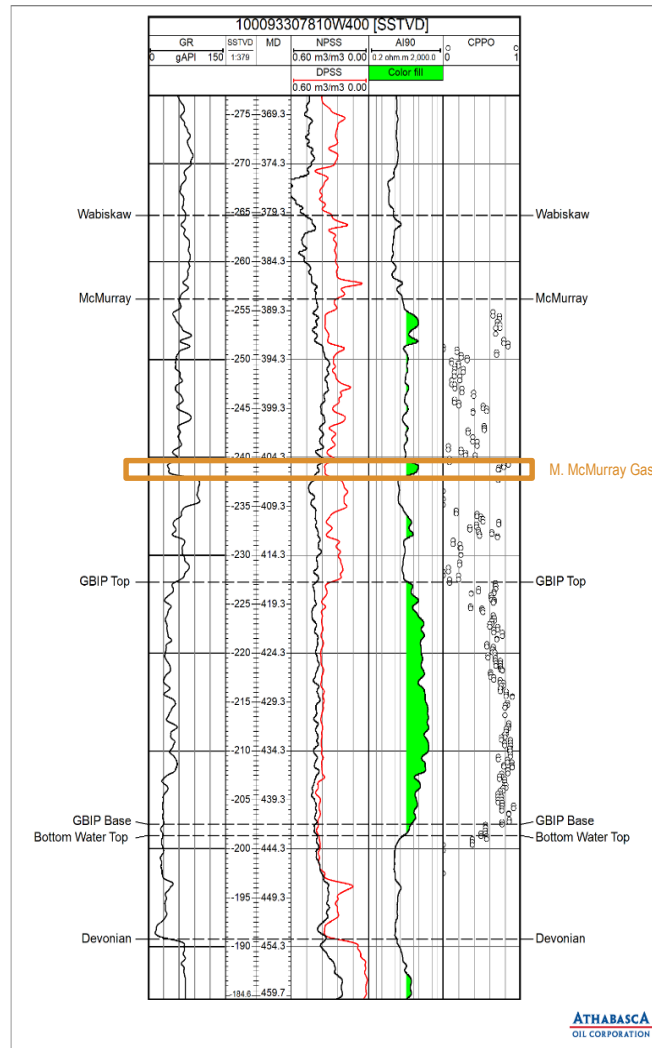 100093307810W400 [SSTVD]
GR SSTVD MD NPSS AI90 CPPO
0 gAPI 150 1:379 0.60 m3/m3 0.00 0.2 ohm.m 2,000.0 0 1
DPSS Color fill
0.60 m3/m3 0.00
-275 369.3
-270 374.3
Wabiskaw -265 379.3 Wabiskaw
-260 384.3
McMurray McMurray
-255 389.3
-250 394.3
-245 399.3
-240 404.3
M. McMurray Gas
-235 409.3
-230 414.3
GBIP Top GBIP Top
-225 419.3
-220 424.3
-215 429.3
-210 434.3
-205 439.3
GBIP Base GBIP Base
Bottom Water Top Bottom Water Top
-200 444.3
-195 449.3
Devonian Devonian
-190 454.3
-184.6 459.7
ATHABASCA
OIL CORPORATION